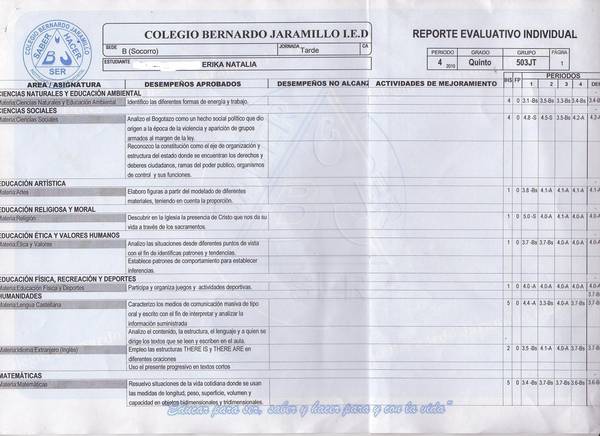 COLEGIO BERNARDO JARAMILLO
SABER HACER
BJ
SER
COLEGIO BERNARDO JARAMILLO I.E.D
SEDE B (Socorro) JORNADA Tarde CA
ESTUDIANTE: ERIKA NATALIA
REPORTE EVALUATIVO INDIVIDUAL
PERIODO GRADO GRUPO PÁGINA
4 2010 Quinto 503JT 1
AREA / ASIGNATURA DESEMPEÑOS APROBADOS DESEMPEÑOS NO ALCANZ ACTIVIDADES DE MEJORAMIENTO IHS FP PERIODOS
1 2 3 4 DEF
CIENCIAS NATURALES Y EDUCACIÓN AMBIENTAL
Materia:Ciencias Naturales y Educación Ambiental Identifico las diferentes formas de energía y trabajo. 4 0 3.1-Bs 3.5-Bs 3.3-Bs 3.4-Bs 3.4-B
CIENCIAS SOCIALES
Materia:Ciencias Sociales Analizo el Bogotazo como un hecho social político que dio 4 0 4.8 -S 4.5-S 3.5-Bs 4.2-A 4.3-A
origen a la época de la violencia y aparición de grupos
armados al margen de la ley.
Reconozco la constitución como el eje de organización y
estructura del estado donde se encuentran los derechos y
deberes ciudadanos, ramas del poder publico, organismos
de control y sus funciones.
EDUCACIÓN ARTÍSTICA
Materia:Artes Elaboro figuras a partir del modelado de diferentes 1 0 3.8 -Bs 4.1-A 4.1-A 4.1-A
materiales, teniendo en cuenta la proporción.
EDUCACIÓN RELIGIOSA Y MORAL
Materia:Religión Descubrir en la Iglesia la presencia de Cristo que nos da su 1 0 5.0 -S 4.0-A 4.0-A 4.0-A
vida a través de los sacramentos.
EDUCACIÓN ÉTICA Y VALORES HUMANOS
Materia:Ética y Valores Analizo las situaciones desde diferentes puntos de vista 1 0 3.7-Bs 3.7-Bs 4.0-A 4.0-A
con el fin de identificar patrones y tendencias.
Establece patrones de comportamiento para establecer
inferencias.
EDUCACIÓN FÍSICA, RECREACIÓN Y DEPORTES
Materia:Educación Física y Deportes Participa y organiza juegos y actividades deportivas. 1 0 4.0 -A 4.0-A 4.0-A 4.0-A
HUMANIDADES
Materia:Lengua Castellana Caracterizo los medios de comunicación masiva de tipo 5 0 4.4-A 3.3-Bs 4.0-A 3.7-Bs
oral y escrito con el fin de interpretar y analizar la
información suministrada
Analizo el contenido, la estructura, el lenguaje y a quien se
dirige los textos que se leen y escriben en el aula.
Materia:Idioma Extranjero (Inglés) Empleo las estructuras THERE IS y THERE ARE en 2 0 3.5-Bs 4.1-A 4.0-A 3.7-Bs
diferentes oraciones
Uso el presente progresivo en textos cortos
MATEMÁTICAS
Materia:Matemáticas Resuelvo situaciones de la vida cotidiana donde se usan 5 0 3.4-Bs 3.7-Bs 3.7-Bs 3.6-Bs
las medidas de longitud, peso, superficie, volumen y
capacidad en objetos bidimensionales y tridimensionales.
"Educar para ser, saber y hacer para y con la vida"